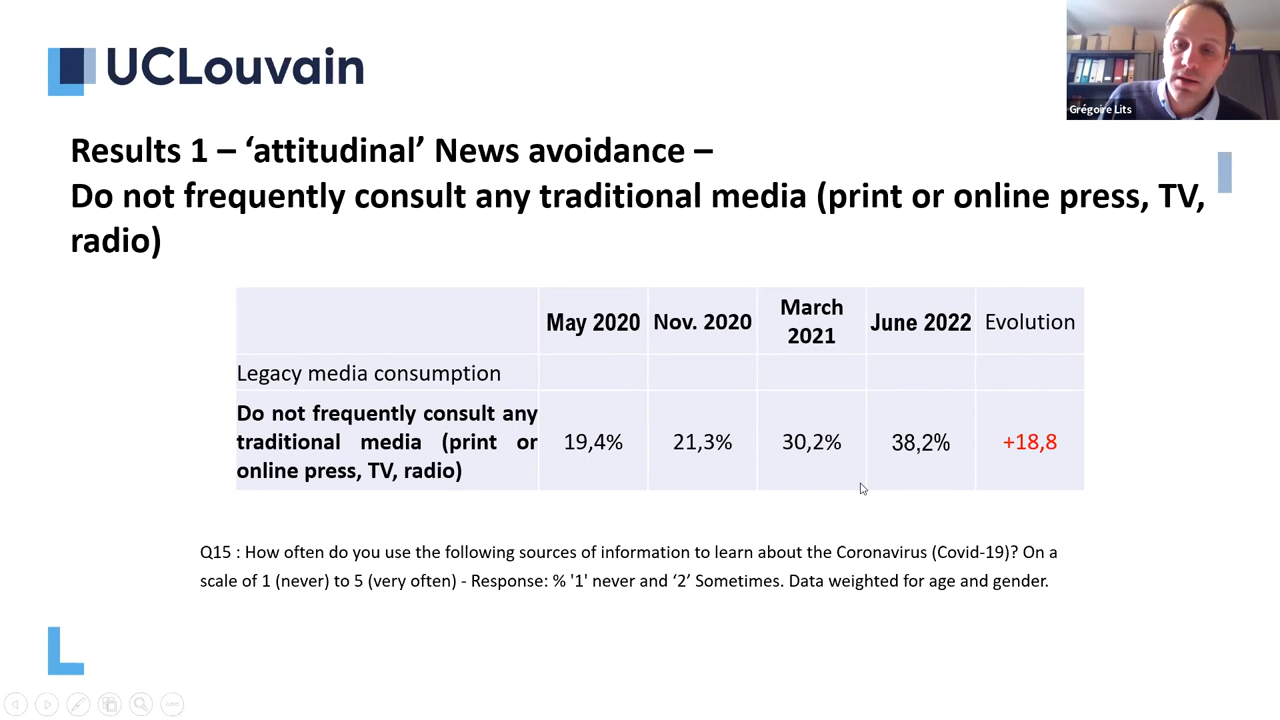 UCLouvain
Grégoire Lits
Results 1 – ‘attitudinal’ News avoidance –
Do not frequently consult any traditional media (print or online press, TV,
radio)
May 2020 Nov. 2020 March 2021 June 2022 Evolution
Legacy media consumption
Do not frequently consult any
traditional media (print or
online press, TV, radio)
19,4% 21,3% 30,2% 38,2% +18,8
Q15 : How often do you use the following sources of information to learn about the Coronavirus (Covid-19)? On a
scale of 1 (never) to 5 (very often) - Response: % '1' never and ‘2’ Sometimes. Data weighted for age and gender.